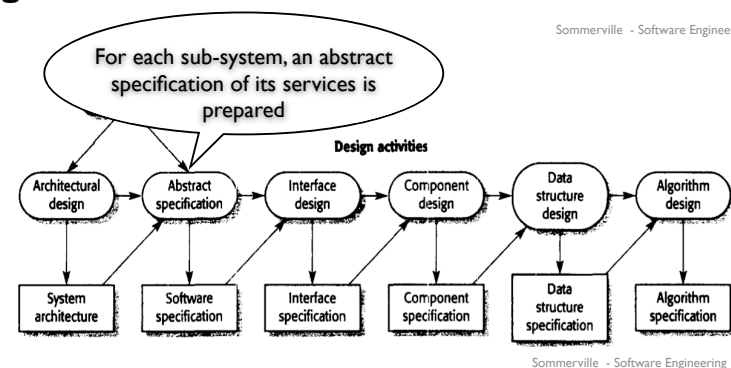 Sommerville - Software Enginee
For each sub-system, an abstract
specification of its services is
prepared
Design activities
Architectural
design
Abstract
specification
Interface
design
Component
design
Data
structure
design
Algorithm
design
System
architecture
Software
specification
Interface
specification
Component
specification
Data
structure
specification
Algorithm
specification
Sommerville - Software Engineering